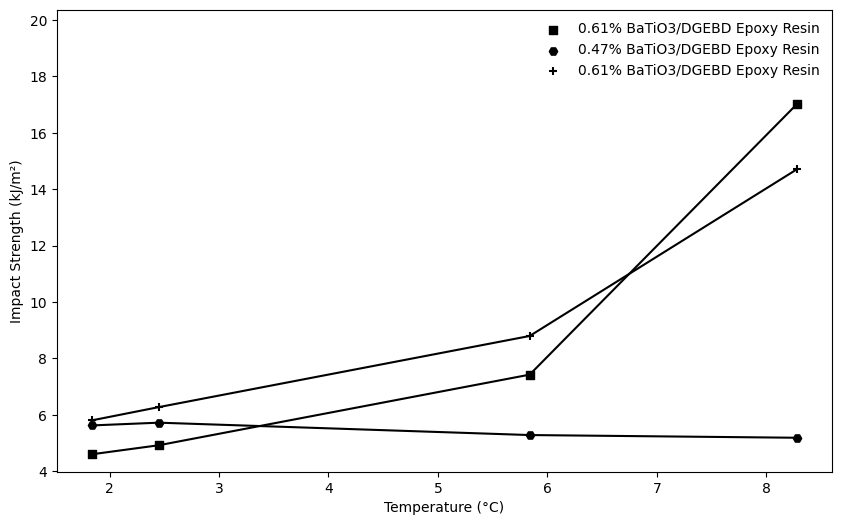 0.61% BaTiO3/DGEBD Epoxy Resin
0.47% BaTiO3/DGEBD Epoxy Resin
0.61% BaTiO3/DGEBD Epoxy Resin
20
18
16
14
12
10
8
6
4
Impact Strength (kJ/m²)
2 3 4 5 6 7 8
Temperature (°C)